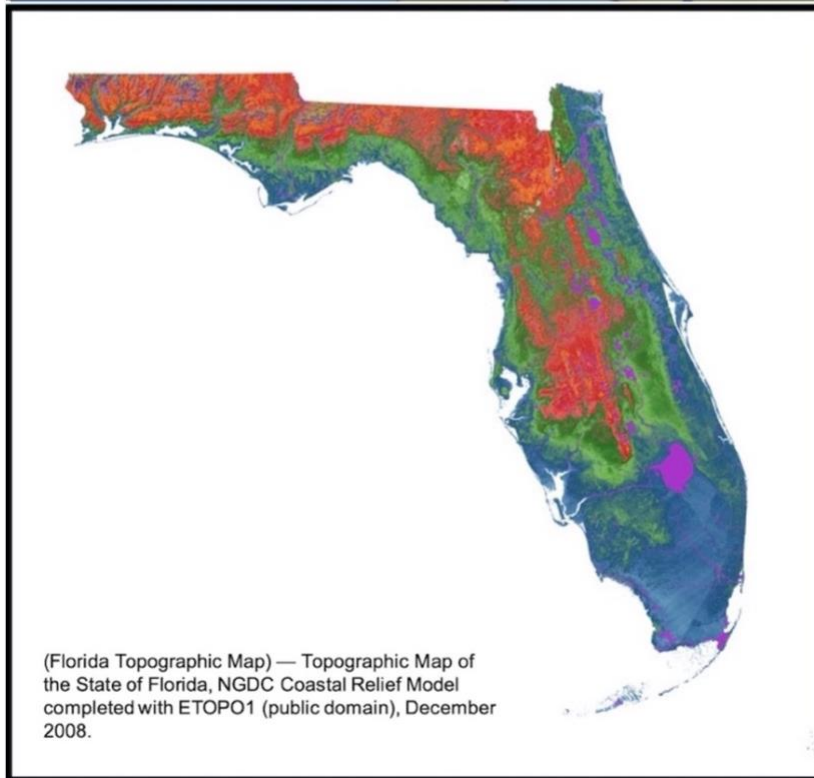 (Florida Topographic Map) — Topographic Map of
the State of Florida, NGDC Coastal Relief Model
completed with ETOPO1 (public domain), December
2008.